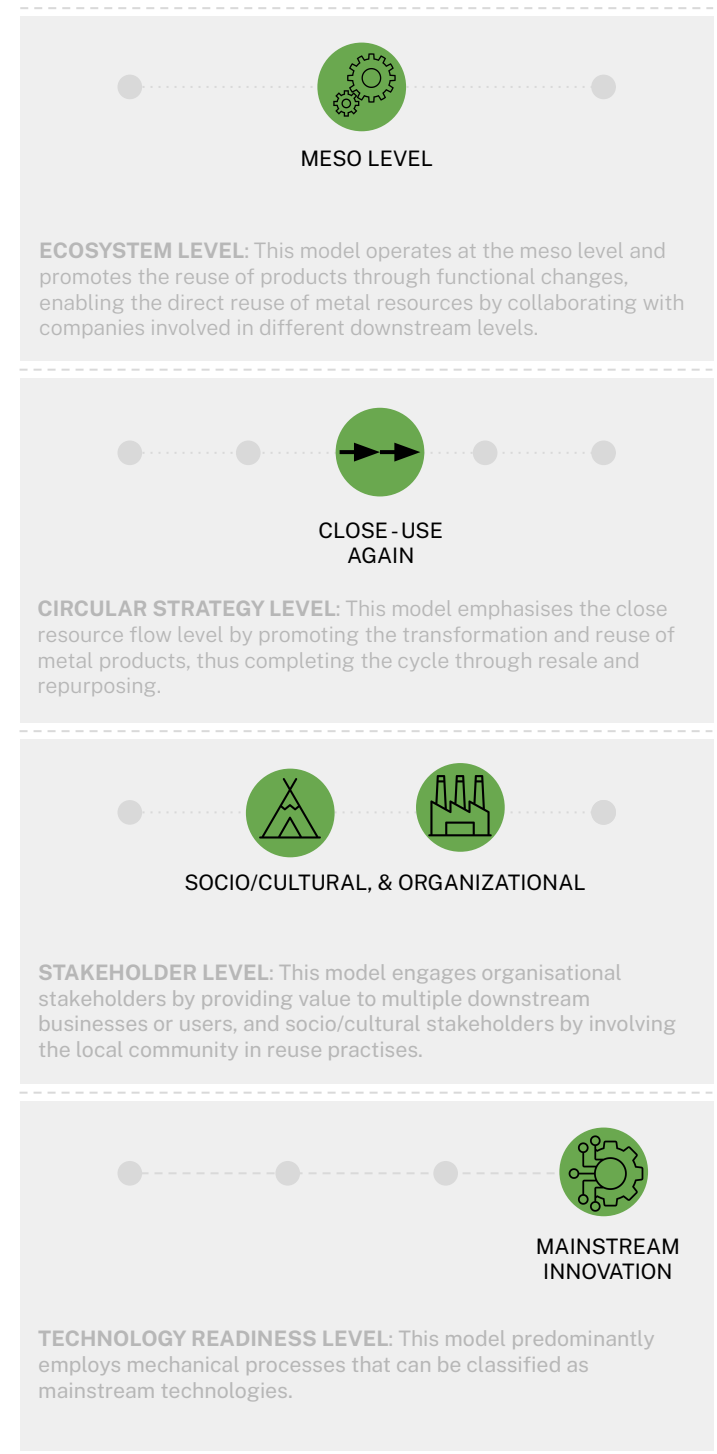 MESO LEVEL
ECOSYSTEM LEVEL: This model operates at the meso level and
promotes the reuse of products through functional changes,
enabling the direct reuse of metal resources by collaborating with
companies involved in different downstream levels.
CLOSE - USE
AGAIN
CIRCULAR STRATEGY LEVEL: This model emphasises the close
resource flow level by promoting the transformation and reuse of
metal products, thus completing the cycle through resale and
repurposing.
SOCIO/CULTURAL, & ORGANIZATIONAL
STAKEHOLDER LEVEL: This model engages organisational
stakeholders by providing value to multiple downstream
businesses or users, and socio/cultural stakeholders by involving
the local community in reuse practises.
MAINSTREAM
INNOVATION
TECHNOLOGY READINESS LEVEL: This model predominantly
employs mechanical processes that can be classified as
mainstream technologies.